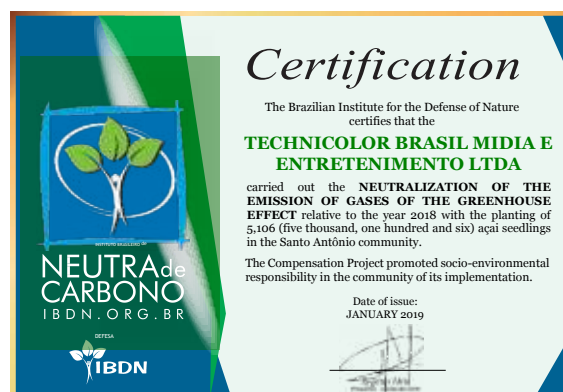 Certification
The Brazilian Institute for the Defense of Nature
certifies that the
TECHNICOLOR BRASIL MIDIA E
ENTRETENIMENTO LTDA
carried out the NEUTRALIZATION OF THE
EMISSION OF GASES OF THE GREENHOUSE
EFFECT relative to the year 2018 with the planting of
5,106 (five thousand, one hundred and six) açai seedlings
in the Santo Antônio community.
The Compensation Project promoted socio-environmental
responsibility in the community of its implementation.
Date of issue:
JANUARY 2019
INSTITUTO BRASILEIRO de
NEUTRAde
CARBONO
IBDN.ORG.BR
DEFESA
IBDN